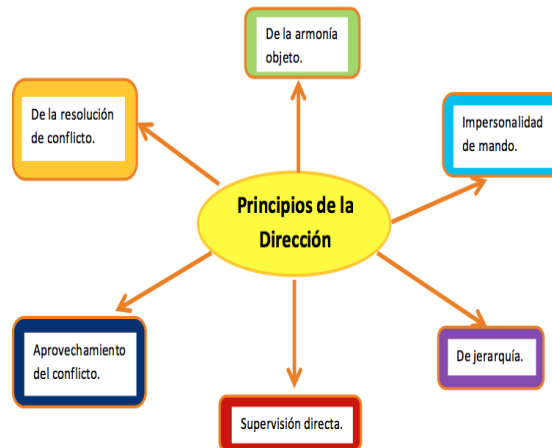 De la armonía
objeto.
De la resolución
de conflicto.
Impersonalidad
de mando.
Principios de la
Dirección
Aprovechamiento
del conflicto.
De jerarquía.
Supervisión directa.